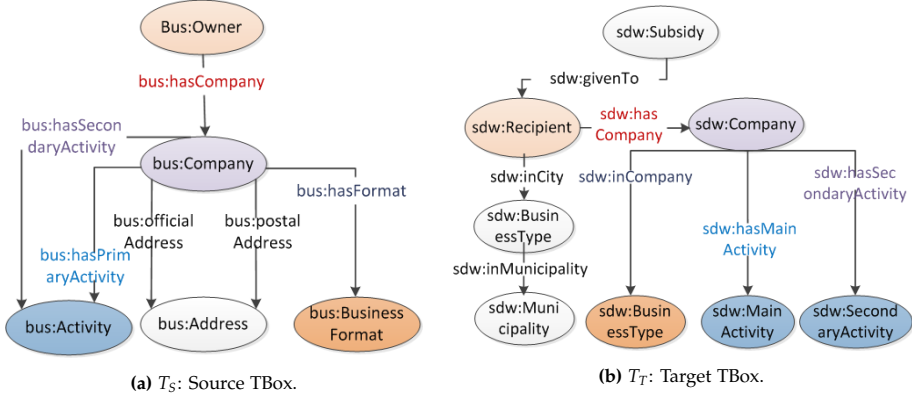 Bus:Owner
bus:hasCompany
bus:hasSecon
daryActivity
bus:Company
bus:hasFormat
bus:official
Address
bus:postal
Address
bus:hasPrim
aryActivity
bus:Activity
bus:Address
bus:Business
Format
(a) T_S: Source TBox.
sdw:Subsidy
sdw:givenTo
sdw:Recipient
sdw:has
Company
sdw:Company
sdw:inCity
sdw:inCompany
sdw:hasSec
ondaryActivity
sdw:Busin
essType
sdw:hasMain
Activity
sdw:inMunicipality
sdw:Muni
cipality
sdw:Busin
essType
sdw:Main
Activity
sdw:Second
aryActivity
(b) T_T: Target TBox.